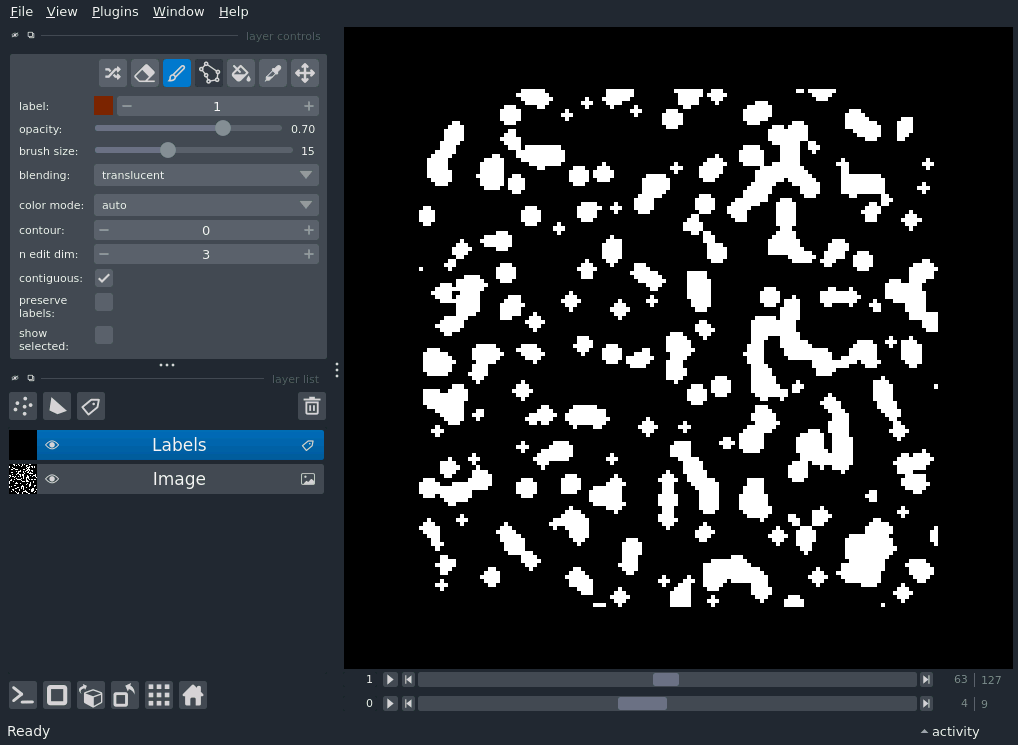 File View Plugins Window Help
layer controls
label: 1
opacity: 0.70
brush size: 15
blending: translucent
color mode: auto
contour: 0
n edit dim: 3
contiguous:
preserve
labels:
show
selected:
layer list
Labels
Image
1 63 127
0 4 9
Ready activity